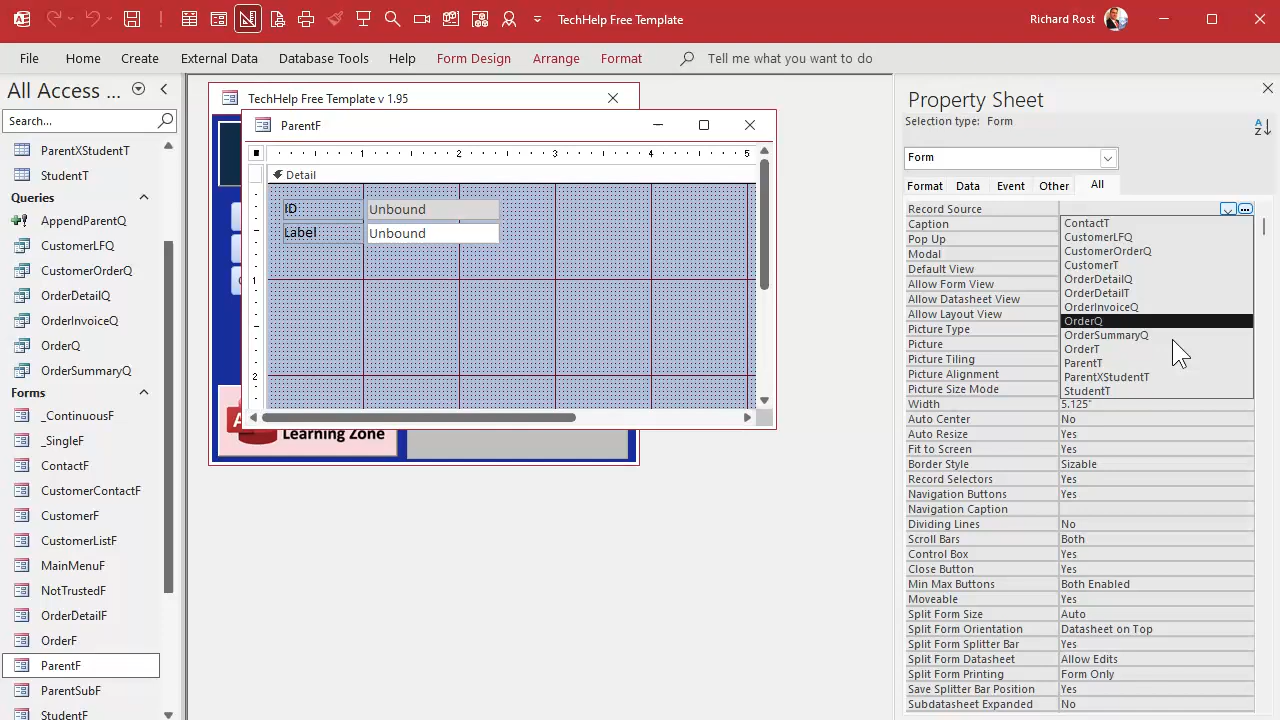 TechHelp Free Template
Richard Rost
File
Home
Create
External Data
Database Tools
Help
Form Design
Arrange
Format
Tell me what you want to do
All Access ...
Search...
ParentXStudentT
StudentT
Queries
AppendParentQ
CustomerLFQ
CustomerOrderQ
OrderDetailQ
OrderInvoiceQ
OrderQ
OrderSummaryQ
Forms
_ContinuousF
_SingleF
ContactF
CustomerContactF
CustomerF
CustomerListF
MainMenuF
NotTrustedF
OrderDetailF
OrderF
ParentF
ParentSubF
StudentF
TechHelp Free Template v 1.95
ParentF
1 2 3 4 5
Detail
ID Unbound
Label Unbound
1
2
Learning Zone
Property Sheet
Selection type: Form
A
Z
Form
Format Data Event Other All
Record Source
Caption
Pop Up
Modal
Default View
Allow Form View
Allow Datasheet View
Allow Layout View
Picture Type
Picture
Picture Tiling
Picture Alignment
Picture Size Mode
ContactT
CustomerLFQ
CustomerOrderQ
CustomerT
OrderDetailQ
OrderDetailT
OrderInvoiceQ
OrderQ
OrderSummaryQ
OrderT
ParentT
ParentXStudentT
StudentT
Width 5.125"
Auto Center No
Auto Resize Yes
Fit to Screen Yes
Border Style Sizable
Record Selectors Yes
Navigation Buttons Yes
Navigation Caption
Dividing Lines No
Scroll Bars Both
Control Box Yes
Close Button Yes
Min Max Buttons Both Enabled
Moveable Yes
Split Form Size Auto
Split Form Orientation Datasheet on Top
Split Form Splitter Bar Yes
Split Form Datasheet Allow Edits
Split Form Printing Form Only
Save Splitter Bar Position Yes
Subdatasheet Expanded No